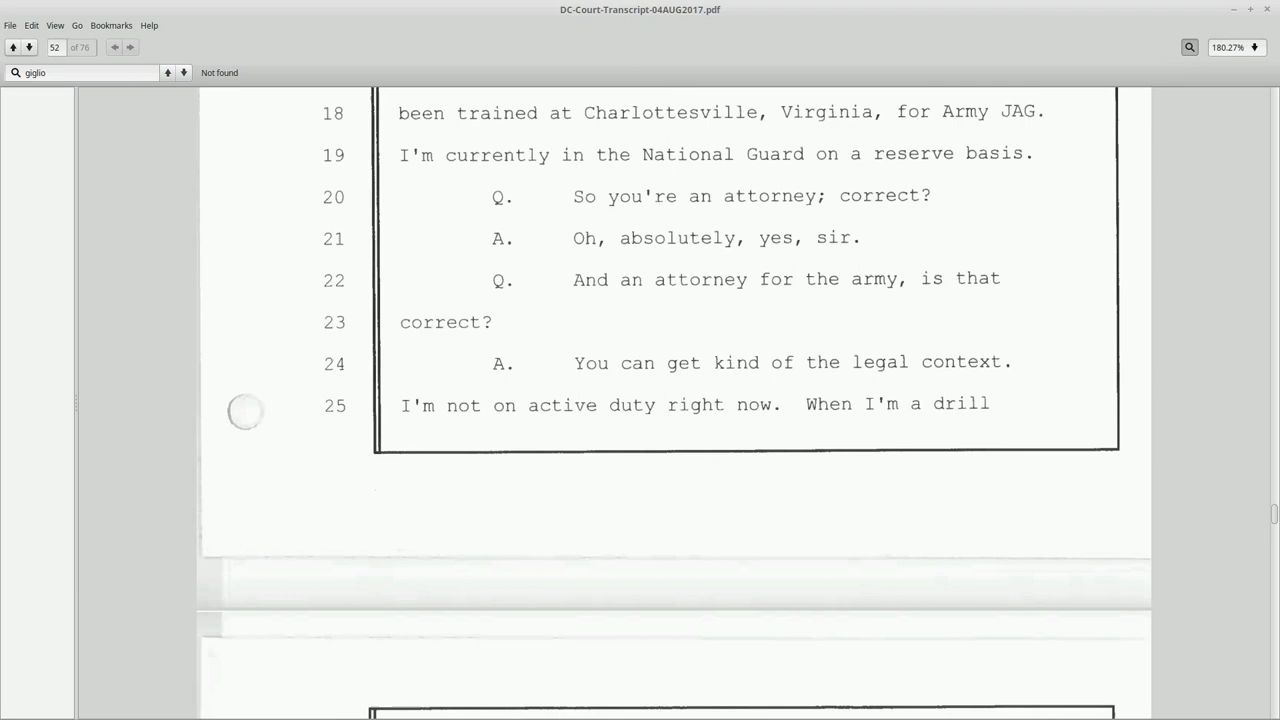 DC-Court-Transcript-04AUG2017.pdf
File Edit View Go Bookmarks Help
52 of 76 180.27%
giglio Not found
18 been trained at Charlottesville, Virginia, for Army JAG.
19 I'm currently in the National Guard on a reserve basis.
20 Q. So you're an attorney; correct?
21 A. Oh, absolutely, yes, sir.
22 Q. And an attorney for the army, is that
23 correct?
24 A. You can get kind of the legal context.
25 I'm not on active duty right now. When I'm a drill